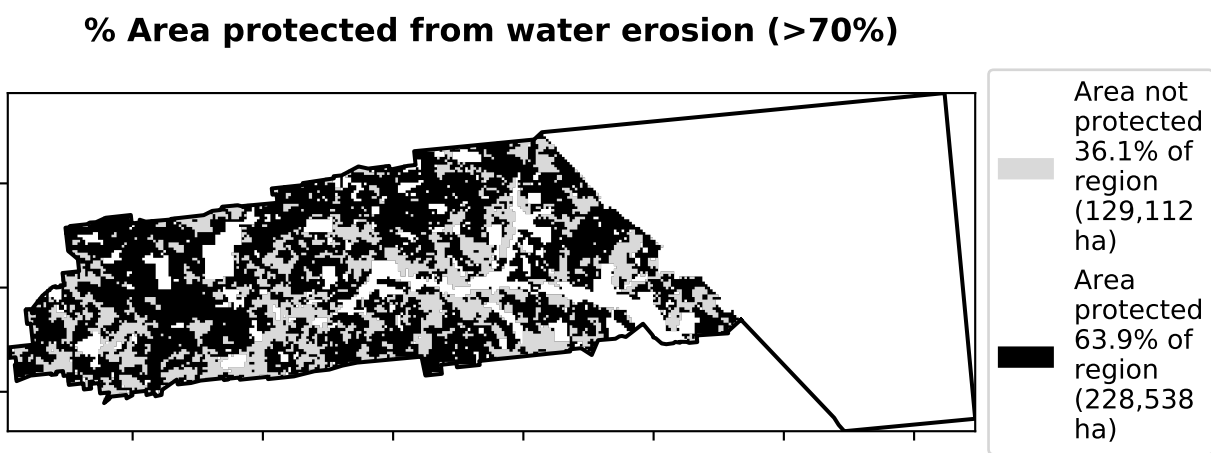 % Area protected from water erosion (>70%)
Area not
protected
36.1% of
region
(129,112
ha)
Area
protected
63.9% of
region
(228,538
ha)